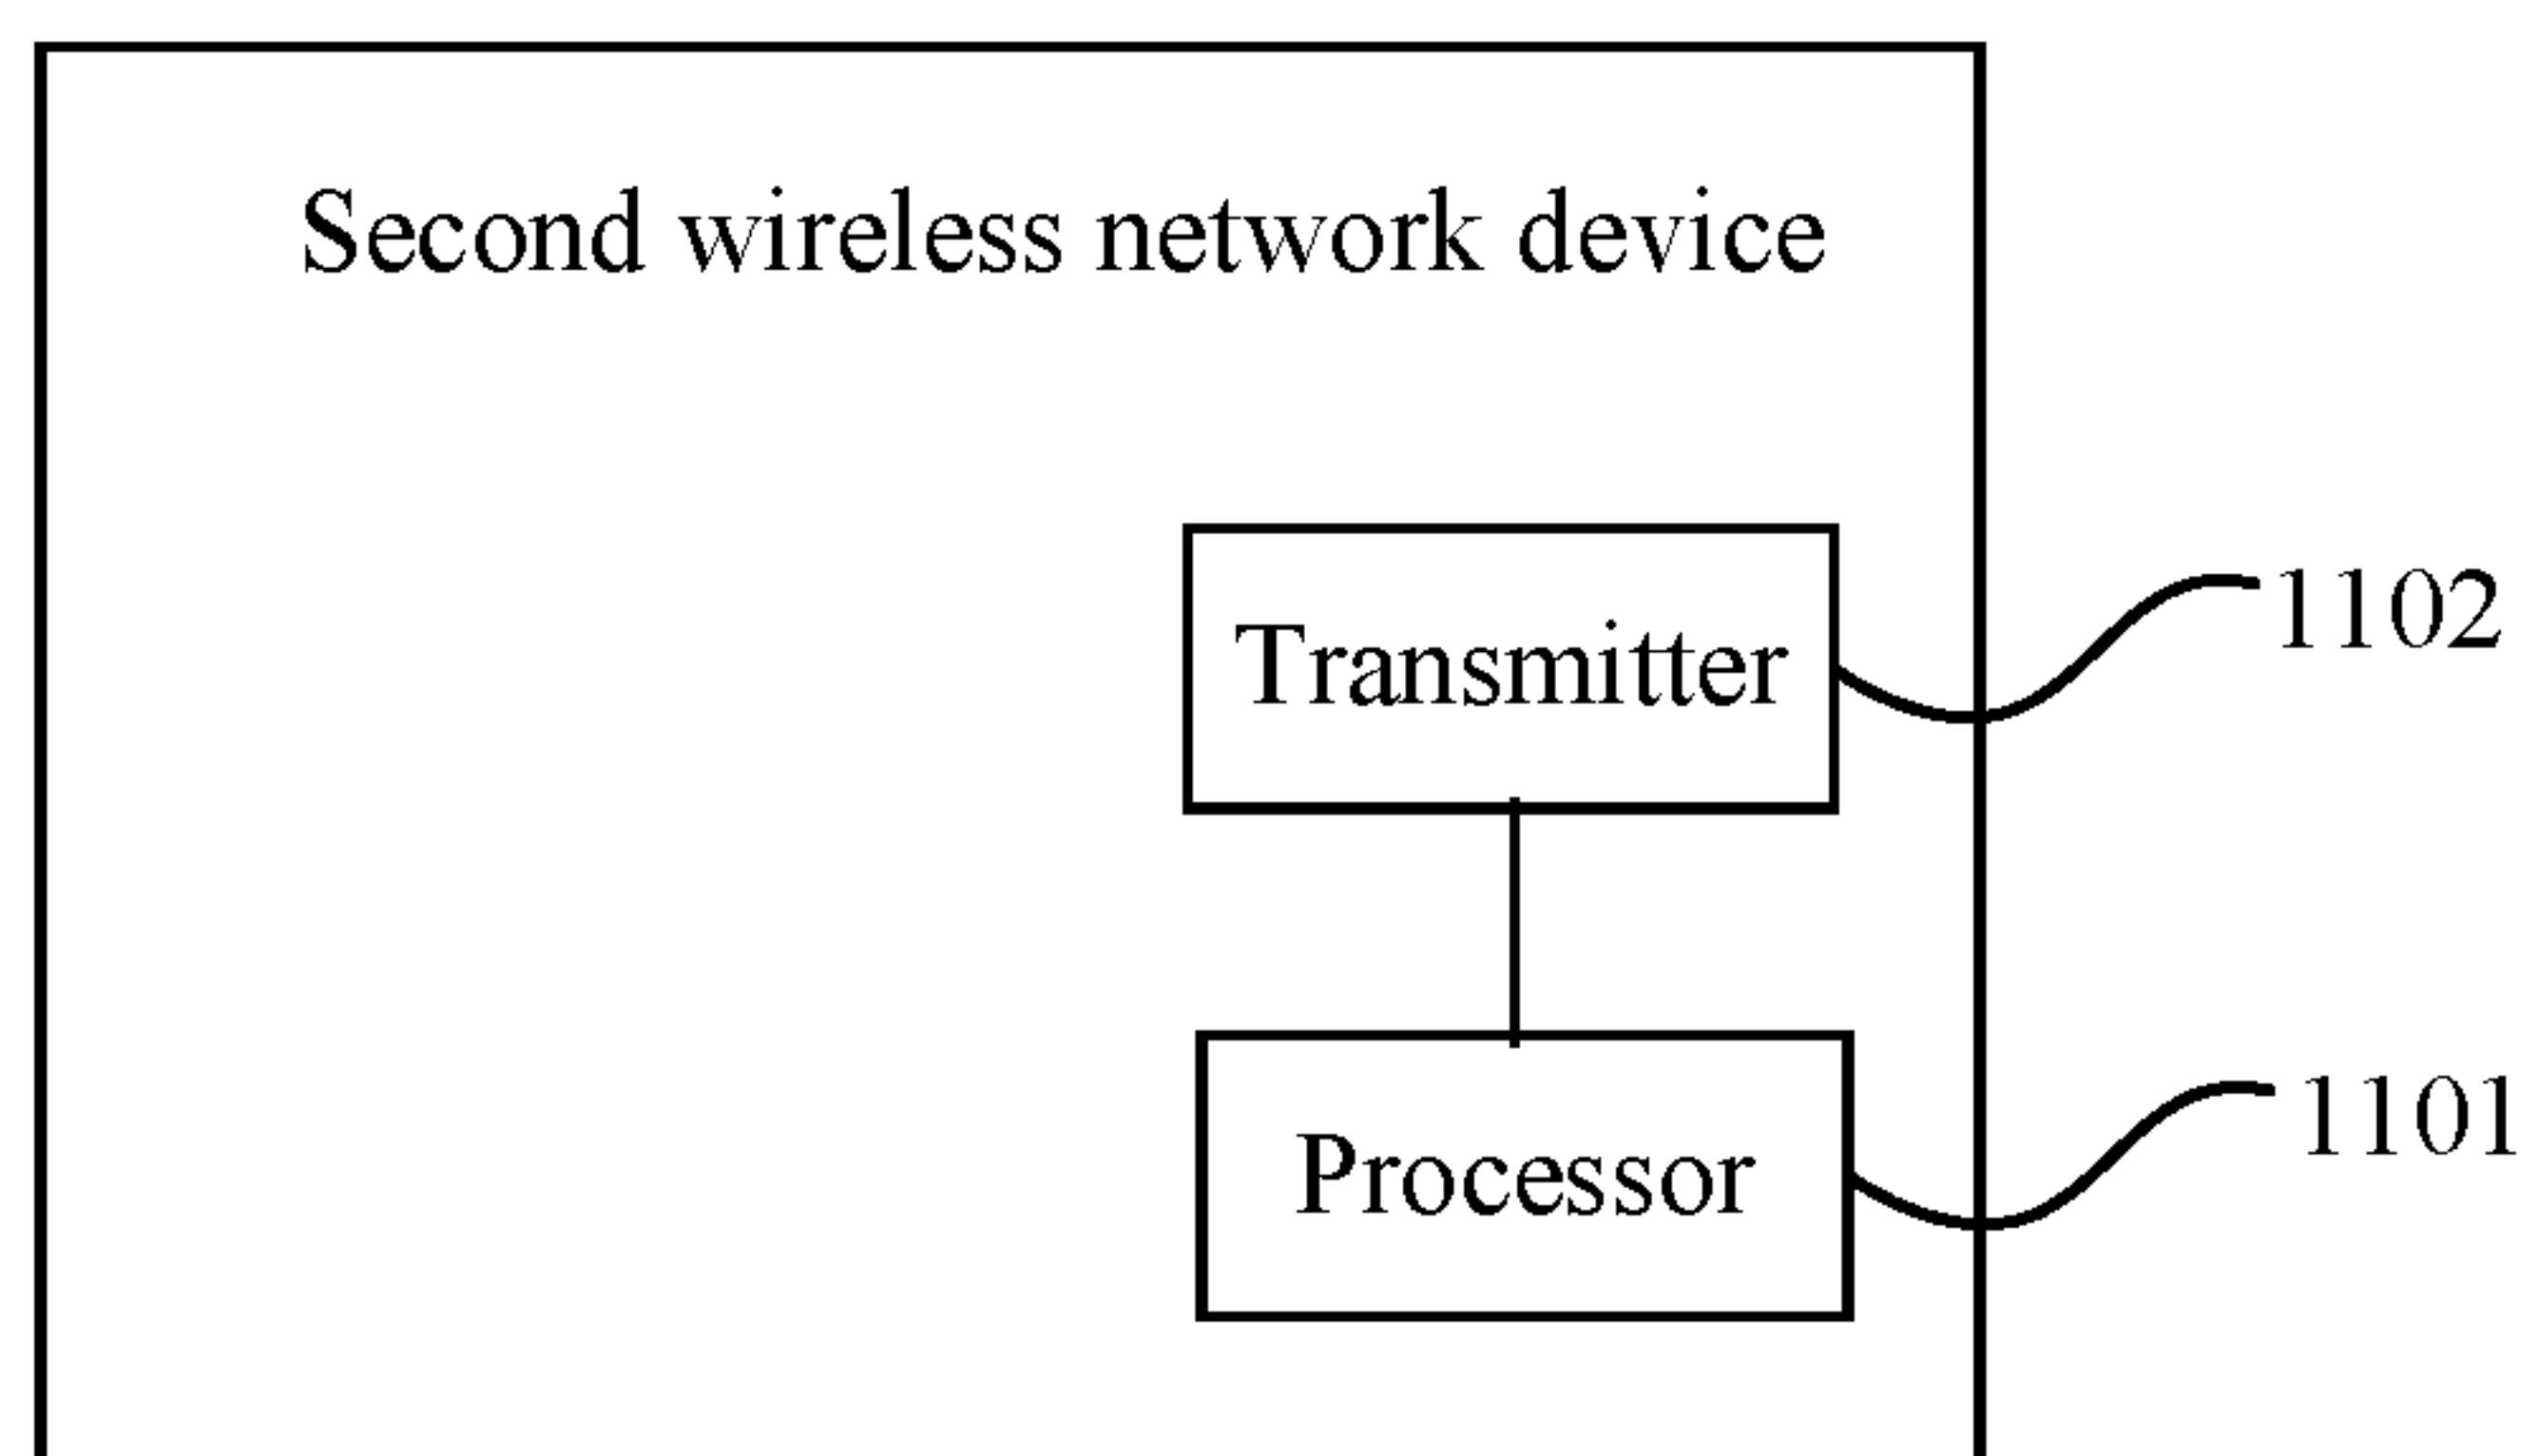 Second wireless network device
Transmitter
1102
Processor
1101